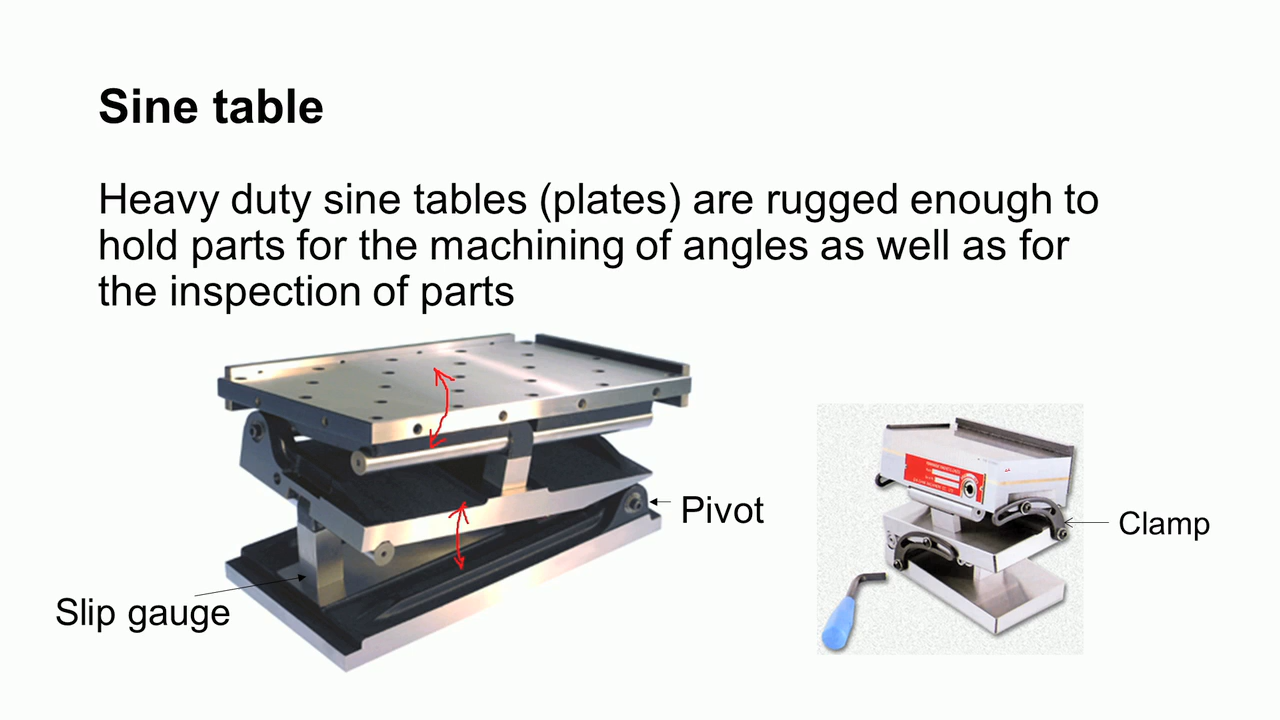 Sine table
Heavy duty sine tables (plates) are rugged enough to
hold parts for the machining of angles as well as for
the inspection of parts
Pivot
Clamp
Slip gauge